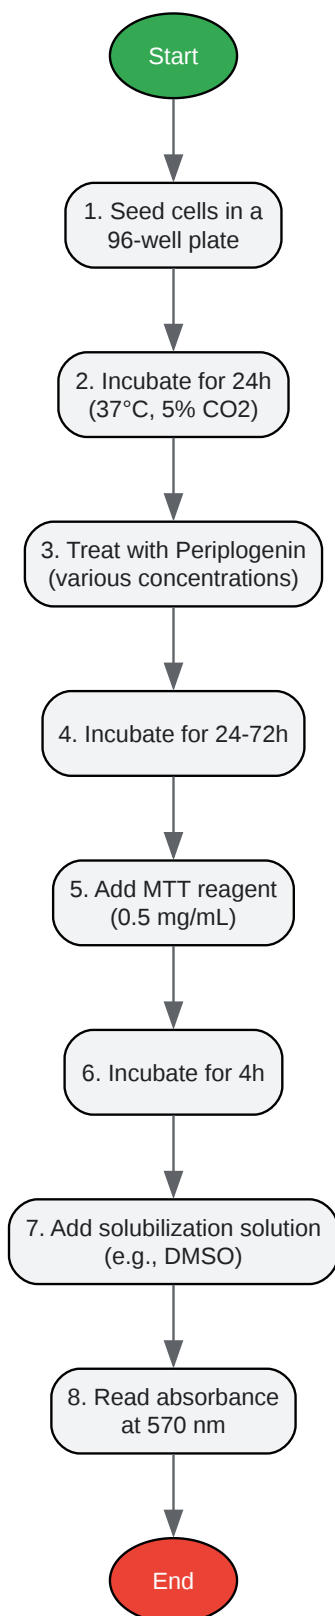 Start
1. Seed cells in a
96-well plate
2. Incubate for 24h
(37°C, 5% CO2)
3. Treat with Periplogenin
(various concentrations)
4. Incubate for 24-72h
5. Add MTT reagent
(0.5 mg/mL)
6. Incubate for 4h
7. Add solubilization solution
(e.g., DMSO)
8. Read absorbance
at 570 nm
End